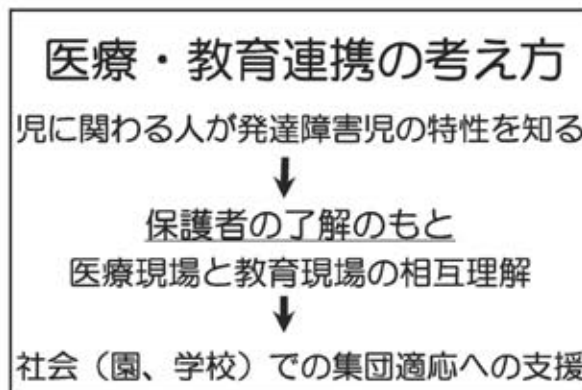 医療・教育連携の考え方
児に関わる人が発達障害児の特性を知る
↓
保護者の了解のもと
医療現場と教育現場の相互理解
↓
社会（園、学校）での集団適応への支援